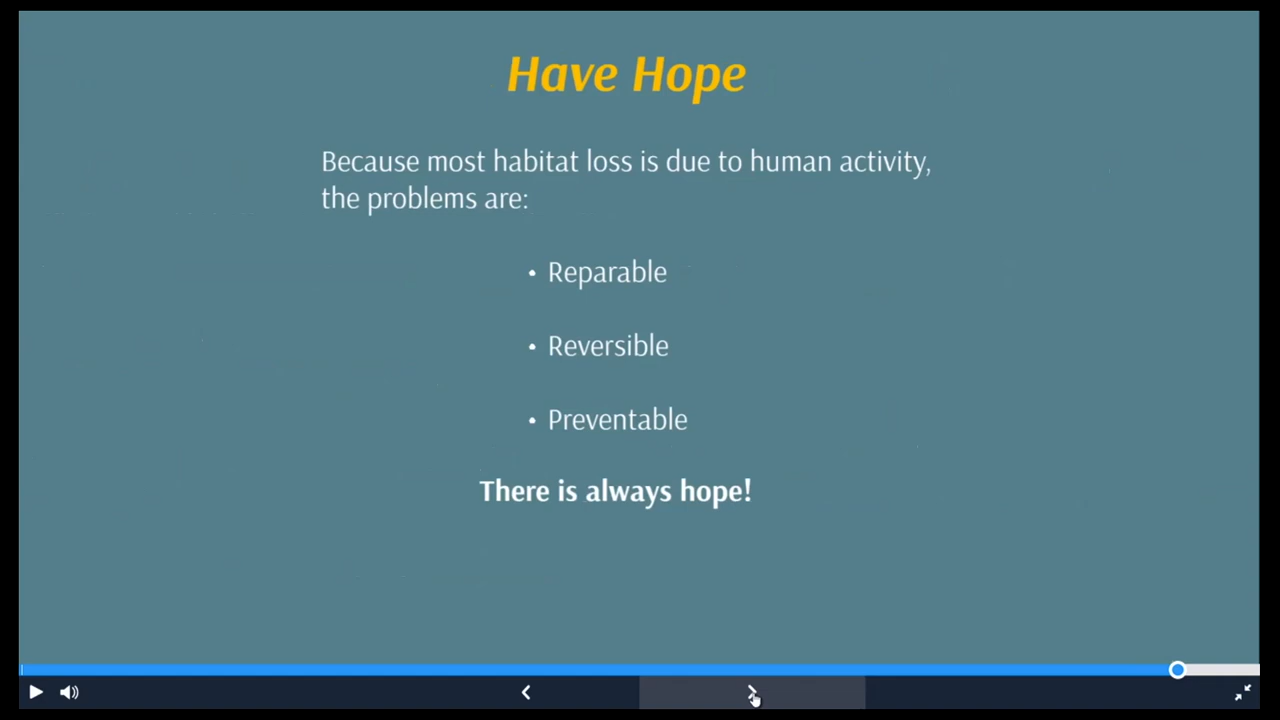 Have Hope
Because most habitat loss is due to human activity,
the problems are:
• Reparable
• Reversible
• Preventable
There is always hope!